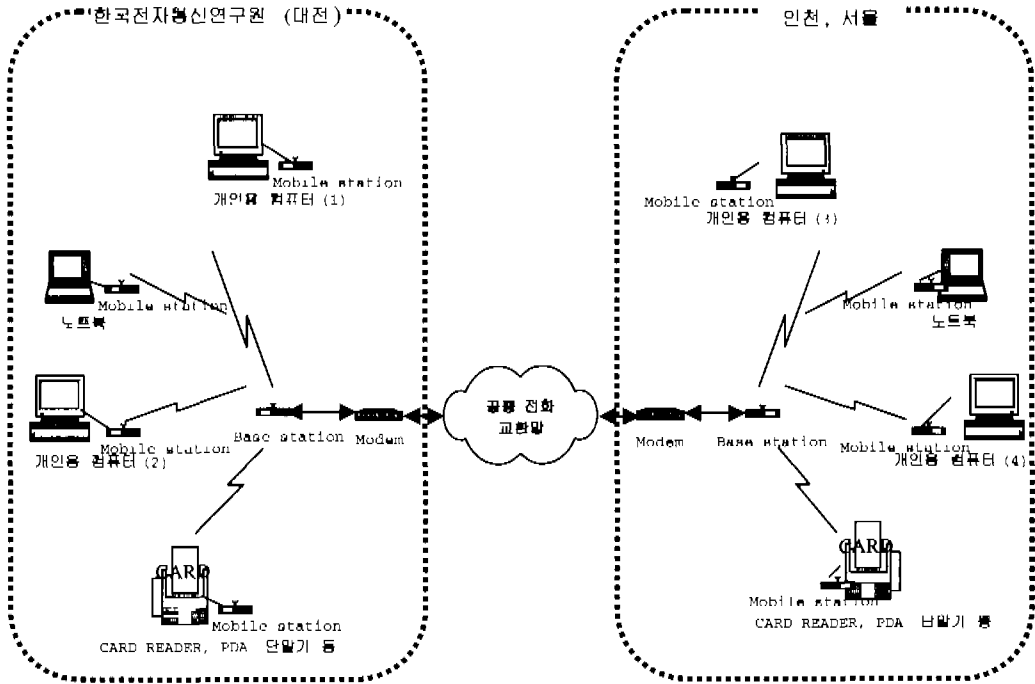 한국전자통신연구원 (대전)
Mobile station
개인용 컴퓨터 (1)
Mobile station
노트북
Mobile station
개인용 컴퓨터 (2)
Base station
Modem
CARD
Mobile station
CARD READER, PDA 단말기 등
공중 전화
교환망
인천, 서울
Mobile station
개인용 컴퓨터 (3)
Mobile station
노트북
Modem
Base station
Mobile station
개인용 컴퓨터 (4)
CARD
Mobile station
CARD READER, PDA 단말기 등